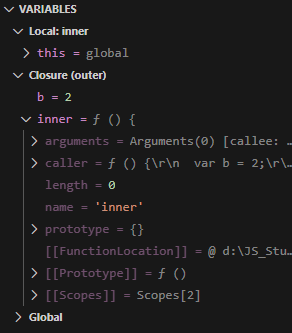 VARIABLES
Local: inner
this = global
Closure (outer)
b = 2
inner = ƒ () {
arguments = Arguments(0) [callee: …
caller = ƒ () {\r\n  var b = 2;\r\…
length = 0
name = 'inner'
prototype = {}
[[FunctionLocation]] = @ d:\JS_Stu…
[[Prototype]] = ƒ ()
[[Scopes]] = Scopes[2]
Global